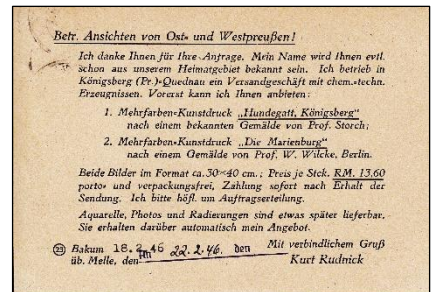 Betr. Ansichten von Ost- und Westpreußen!
Ich danke Ihnen für Ihre Anfrage. Mein Name wird Ihnen evtl.
schon aus unserem Heimatgebiet bekannt sein. Ich betrieb in
Königsberg (Pr.)-Quednau ein Versandgeschäft mit chem.-techn.
Erzeugnissen. Vorerst kann ich Ihnen anbieten:
1. Mehrfarben-Kunstdruck „Hundegatt, Königsberg“
nach einem bekannten Gemälde von Prof. Storch;
2. Mehrfarben-Kunstdruck „Die Marienburg“
nach einem Gemälde von Prof. W. Wilcke, Berlin.
Beide Bilder im Format ca. 30×40 cm.; Preis je Stck. RM. 13,60
porto- und verpackungsfrei, Zahlung sofort nach Erhalt der
Sendung. Ich bitte höfl. um Auftragserteilung.
Aquarelle, Photos und Radierungen sind etwas später lieferbar.
Sie erhalten darüber automatisch mein Angebot.
23 Bakum 18.2.46 22.2.46. den Mit verbindlichem Gruß
üb. Melle, den Kurt Rudnick